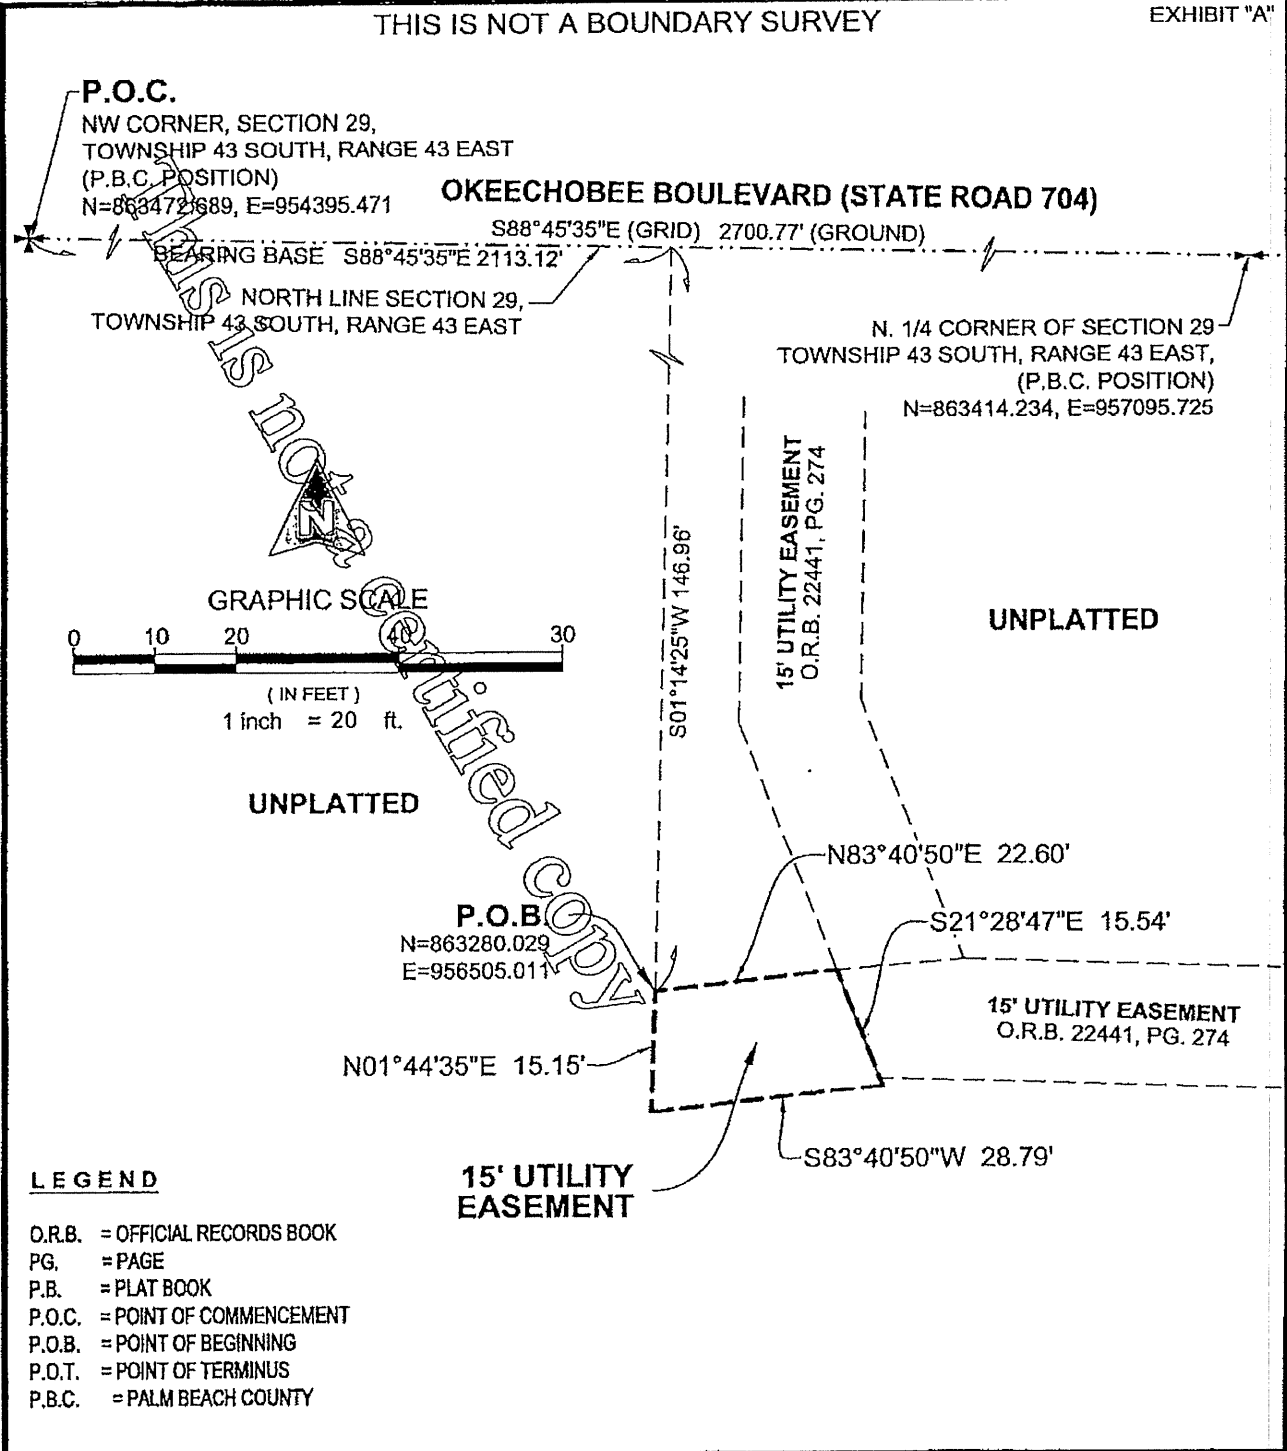 THIS IS NOT A BOUNDARY SURVEY
EXHIBIT "A"
P.O.C.
NW CORNER, SECTION 29,
TOWNSHIP 43 SOUTH, RANGE 43 EAST
(P.B.C. POSITION)
N=863472.689, E=954395.471
OKEECHOBEE BOULEVARD (STATE ROAD 704)
S88°45'35"E (GRID) 2700.77' (GROUND)
BEARING BASE S88°45'35"E 2113.12'
NORTH LINE SECTION 29,
TOWNSHIP 43 SOUTH, RANGE 43 EAST
N. 1/4 CORNER OF SECTION 29
TOWNSHIP 43 SOUTH, RANGE 43 EAST,
(P.B.C. POSITION)
N=863414.234, E=957095.725
This is not a certified copy
N
GRAPHIC SCALE
0 10 20 40 30
( IN FEET )
1 inch = 20 ft.
S01°14'25"W 146.96'
15' UTILITY EASEMENT
O.R.B. 22441, PG. 274
UNPLATTED
UNPLATTED
N83°40'50"E 22.60'
P.O.B.
N=863280.029
E=956505.011
S21°28'47"E 15.54'
15' UTILITY EASEMENT
O.R.B. 22441, PG. 274
N01°44'35"E 15.15'
S83°40'50"W 28.79'
15' UTILITY
EASEMENT
LEGEND
O.R.B. = OFFICIAL RECORDS BOOK
PG. = PAGE
P.B. = PLAT BOOK
P.O.C. = POINT OF COMMENCEMENT
P.O.B. = POINT OF BEGINNING
P.O.T. = POINT OF TERMINUS
P.B.C. = PALM BEACH COUNTY